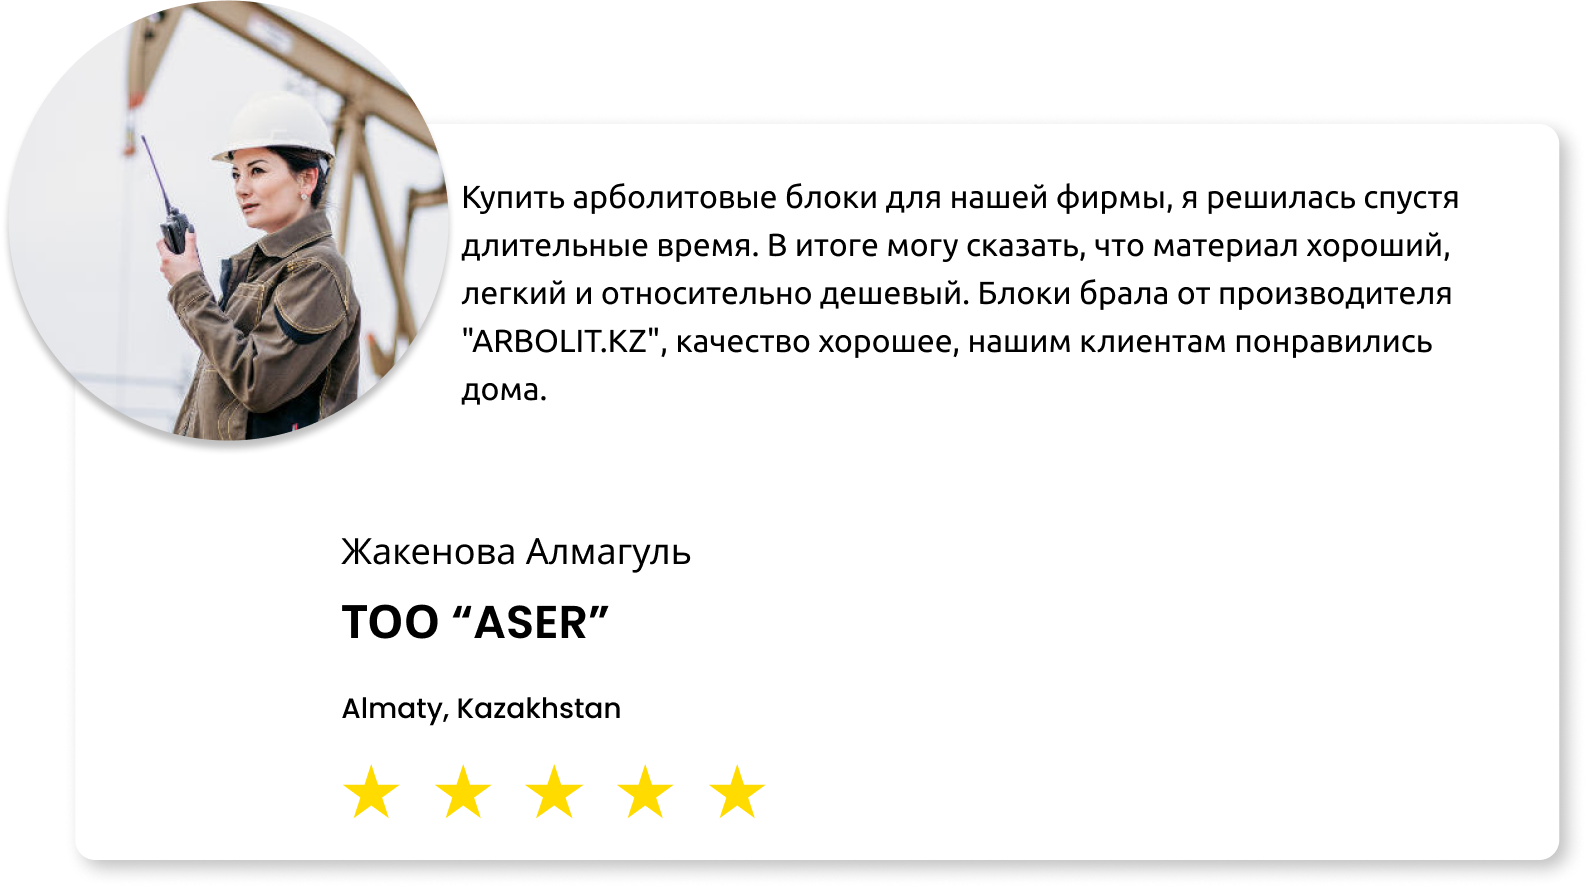 Купить арболитовые блоки для нашей фирмы, я решилась спустя
длительные время. В итоге могу сказать, что материал хороший,
легкий и относительно дешевый. Блоки брала от производителя
"ARBOLIT.KZ", качество хорошее, нашим клиентам понравились
дома.
Жакенова Алмагуль
ТОО “ASER”
Almaty, Kazakhstan